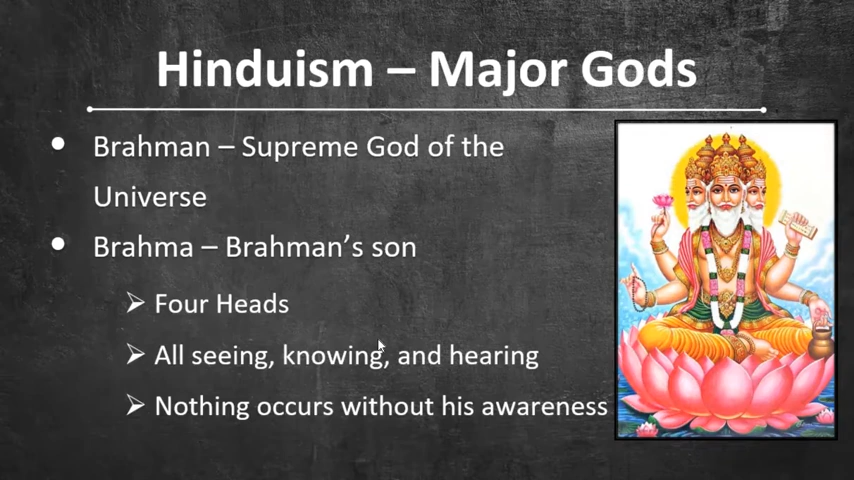 Hinduism – Major Gods
Brahman – Supreme God of the
Universe
Brahma – Brahman’s son
Four Heads
All seeing, knowing, and hearing
Nothing occurs without his awareness